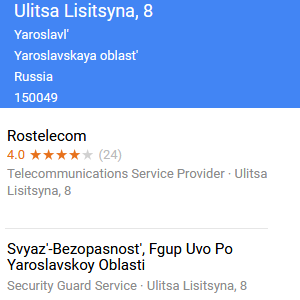 Ulitsa Lisitsyna, 8
Yaroslavl'
Yaroslavskaya oblast'
Russia
150049
Rostelecom
4.0 ★★★★★ (24)
Telecommunications Service Provider · Ulitsa
Lisitsyna, 8
Svyaz'-Bezopasnost', Fgup Uvo Po
Yaroslavskoy Oblasti
Security Guard Service · Ulitsa Lisitsyna, 8